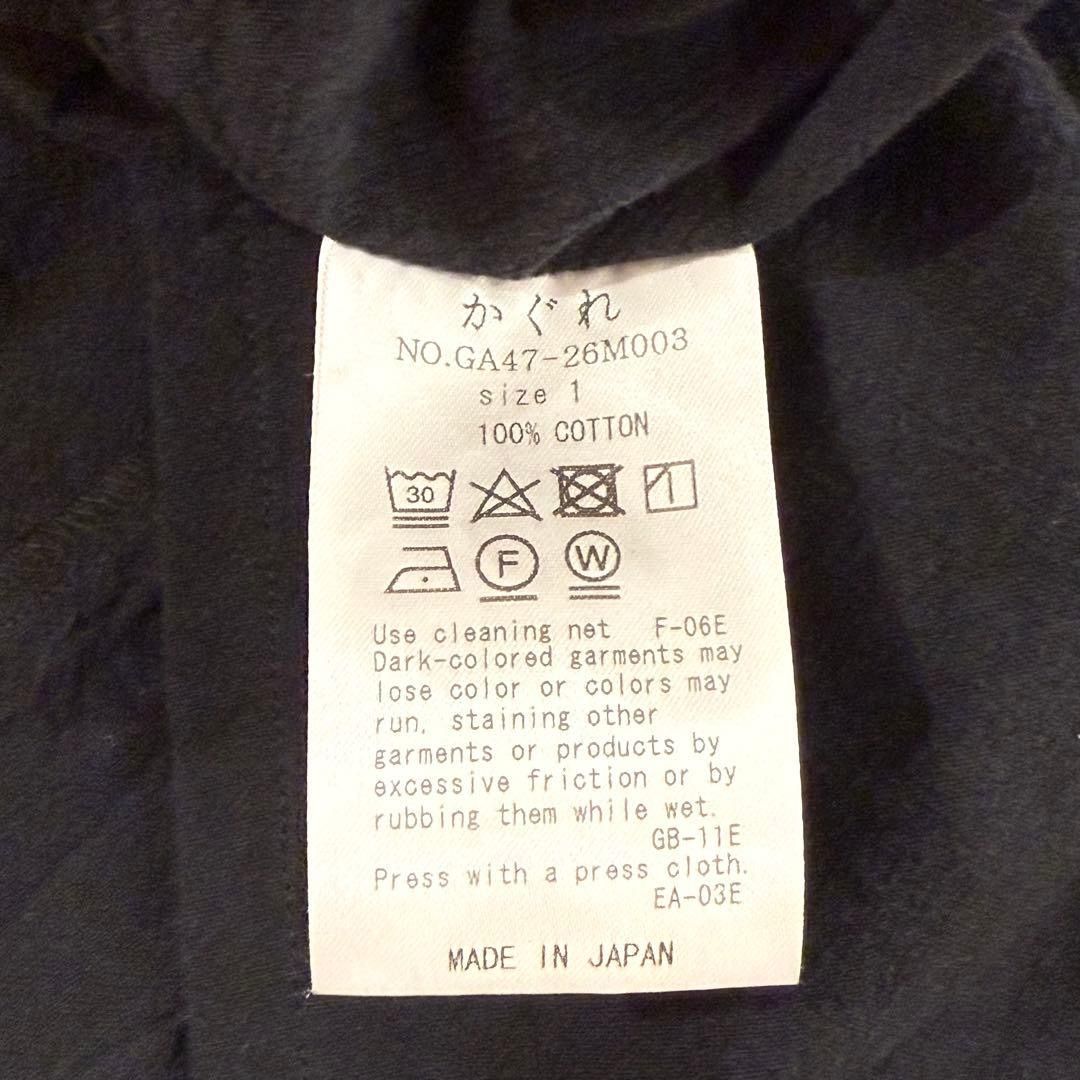 かぐれ
NO.GA47-26M003
size 1
100% COTTON
30
F W
Use cleaning net F-06E
Dark-colored garments may
lose color or colors may
run, staining other
garments or products by
excessive friction or by
rubbing them while wet.
GB-11E
Press with a press cloth.
EA-03E
MADE IN JAPAN